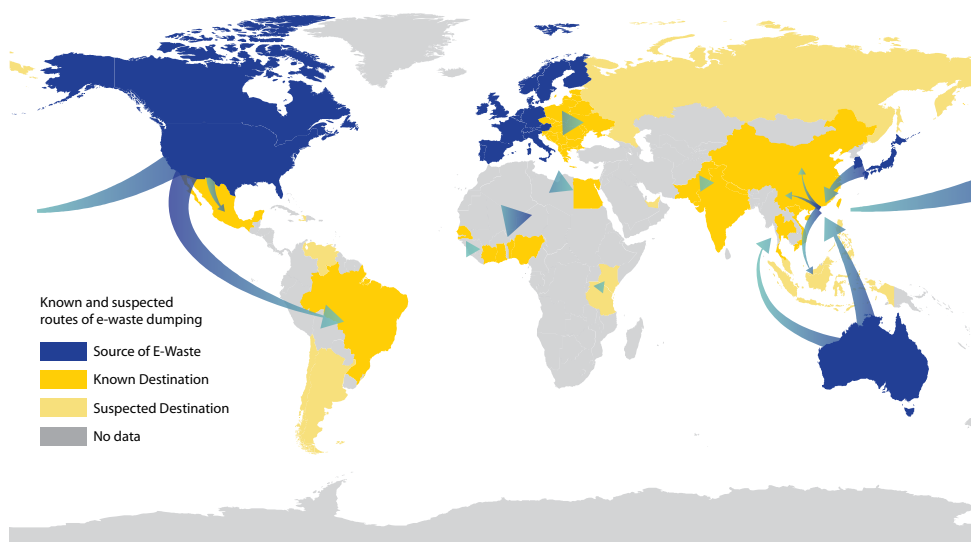 Known and suspected
routes of e-waste dumping
Source of E-Waste
Known Destination
Suspected Destination
No data